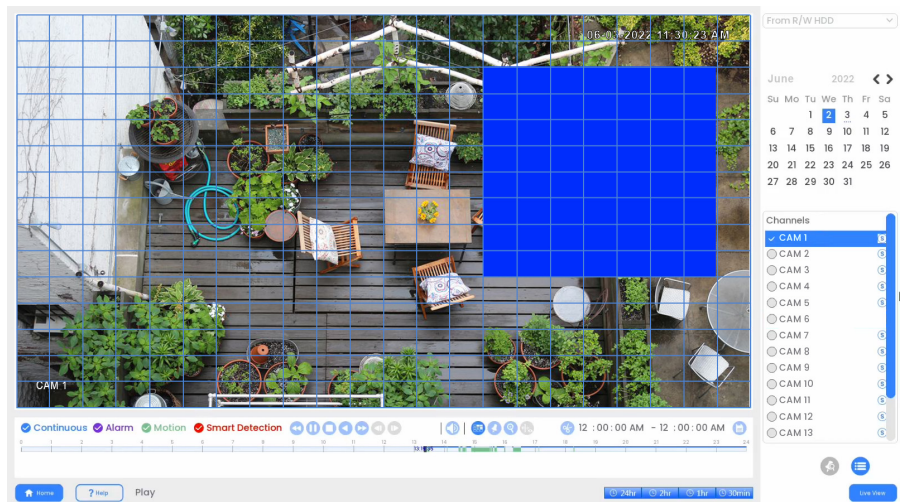 From R/W HDD
06-03-2022 11:30:23 AM
June 2022
Su Mo Tu We Th Fr Sa
1 2 3 4 5
6 7 8 9 10 11 12
13 14 15 16 17 18 19
20 21 22 23 24 25 26
27 28 29 30 31
Channels
CAM 1 S
CAM 2 S
CAM 3 S
CAM 4 S
CAM 5 S
CAM 6
CAM 7 S
CAM 8 S
CAM 9 S
CAM 10 S
CAM 11 S
CAM 12 S
CAM 13 S
CAM 1
Continuous Alarm Motion Smart Detection 12 : 00 : 00 AM - 12 : 00 : 00 AM
0 1 2 3 4 5 6 7 8 9 10 11 12 13 14 15 16 17 18 19 20 21 22 23 24
Home ? Help Play 24hr 2hr 1hr 30min Live View